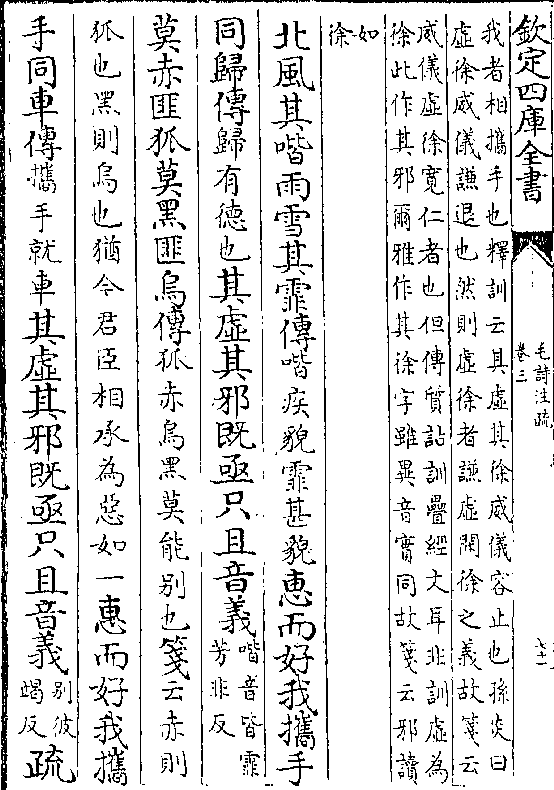 欽定四庫全書
毛詩注疏
卷三
我者相攜手也釋訓云其虛其徐威儀容止也孫炎曰
虛徐威儀謙退也然則虛徐者謙虛閑徐之義故箋云
威儀虛徐寬仁者也但傳質詁訓疊經文耳非訓虛為
徐此作其邪爾雅作其徐字雖異音實同故箋云邪讀
如
徐
北風其喈雨雪其霏傳喈疾貌霏甚貌惠而好我攜手
同歸傳歸有德也其虛其邪既亟只且音義喈音皆霏
芳非反
莫赤匪狐莫黑匪烏傳狐赤烏黑莫能别也箋云赤則
狐也黑則烏也猶今君臣相承為惡如一惠而好我攜
手同車傳攜手就車其虛其邪既亟只且音義别彼
竭反疏